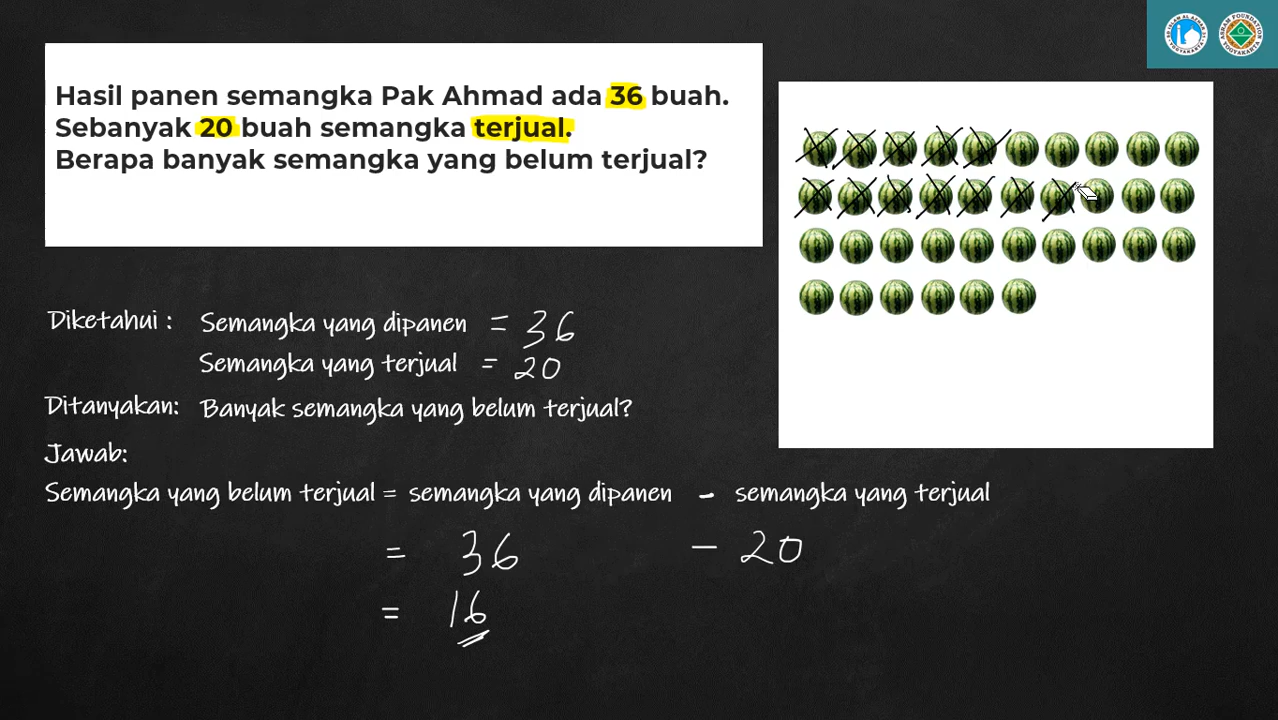 Hasil panen semangka Pak Ahmad ada 36 buah.
Sebanyak 20 buah semangka terjual.
Berapa banyak semangka yang belum terjual?
Diketahui : Semangka yang dipanen = 36
Semangka yang terjual = 20
Ditanyakan: Banyak semangka yang belum terjual?
Jawab:
Semangka yang belum terjual = semangka yang dipanen - semangka yang terjual
= 36 - 20
= 16